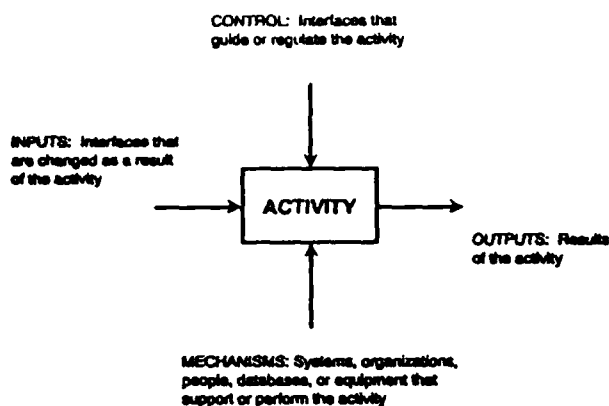 CONTROL: Interfaces that
guide or regulate the activity
INPUTS: Interfaces that
are changed as a result
of the activity
ACTIVITY
OUTPUTS: Results
of the activity
MECHANISMS: Systems, organizations,
people, databases, or equipment that
support or perform the activity